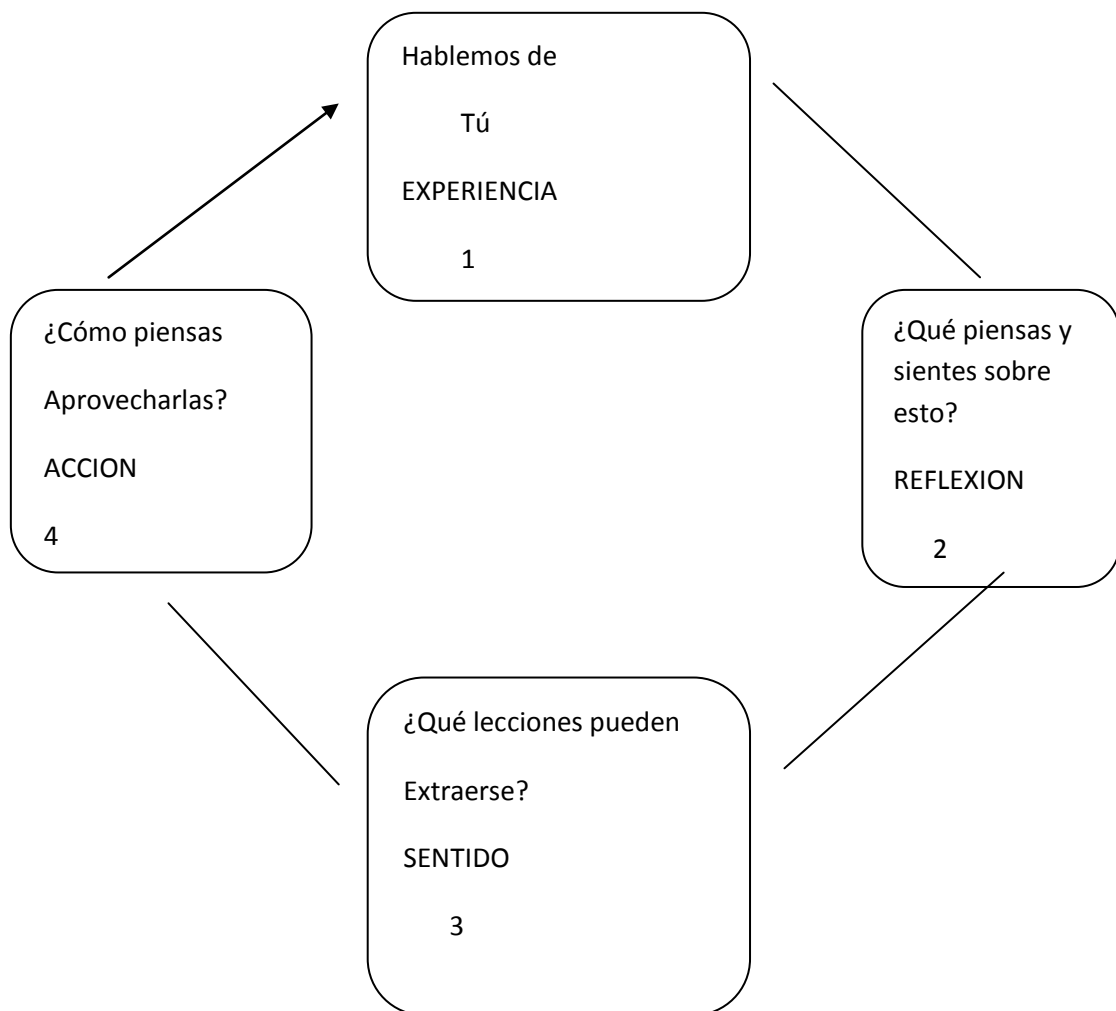 Hablemos de
Tú
EXPERIENCIA
1
¿Qué piensas y
sientes sobre
esto?
REFLEXION
2
¿Qué lecciones pueden
Extraerse?
SENTIDO
3
¿Cómo piensas
Aprovecharlas?
ACCION
4